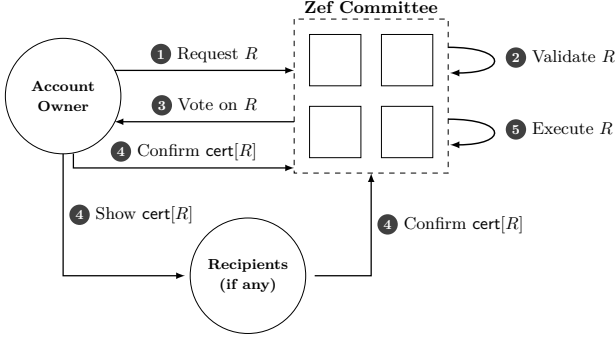 Zef Committee
1 Request R
2 Validate R
Account
Owner
3 Vote on R
5 Execute R
4 Confirm cert[R]
4 Show cert[R]
4 Confirm cert[R]
Recipients
(if any)